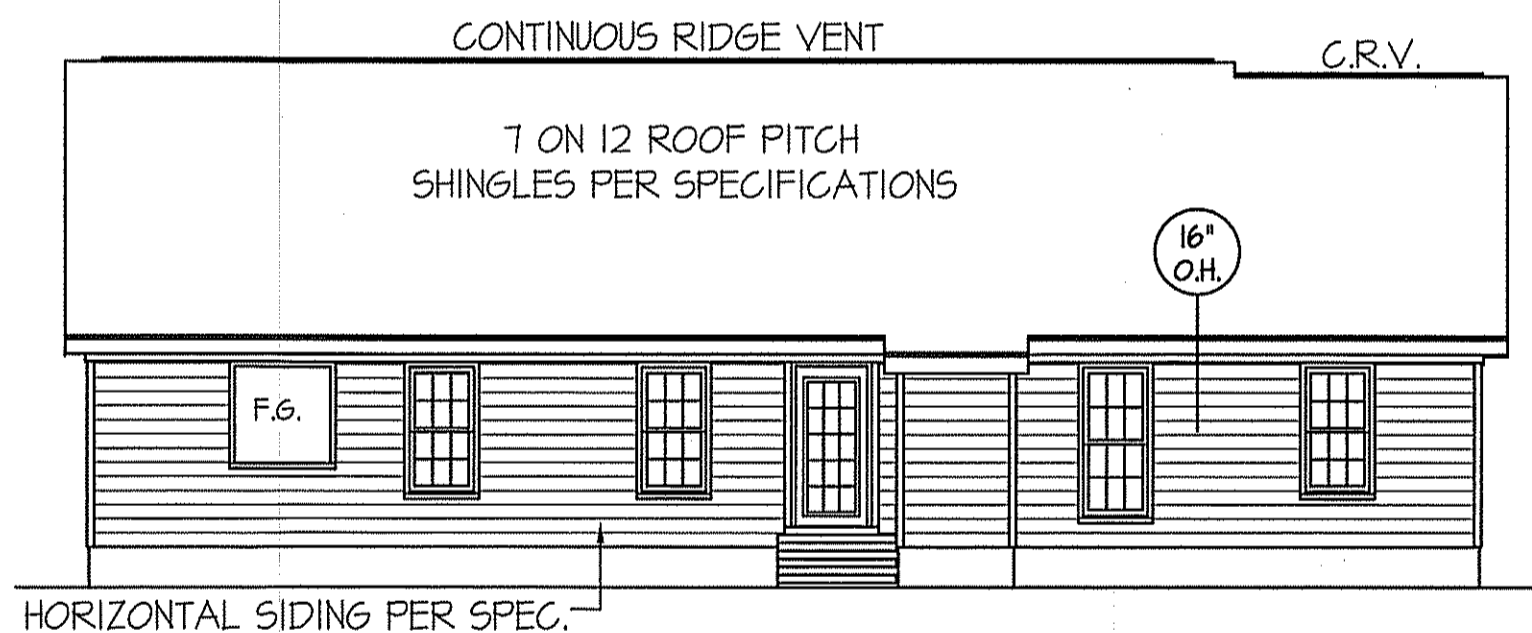 CONTINUOUS RIDGE VENT
C.R.V.
7 ON 12 ROOF PITCH
SHINGLES PER SPECIFICATIONS
16"
O.H.
F.G.
HORIZONTAL SIDING PER SPEC.